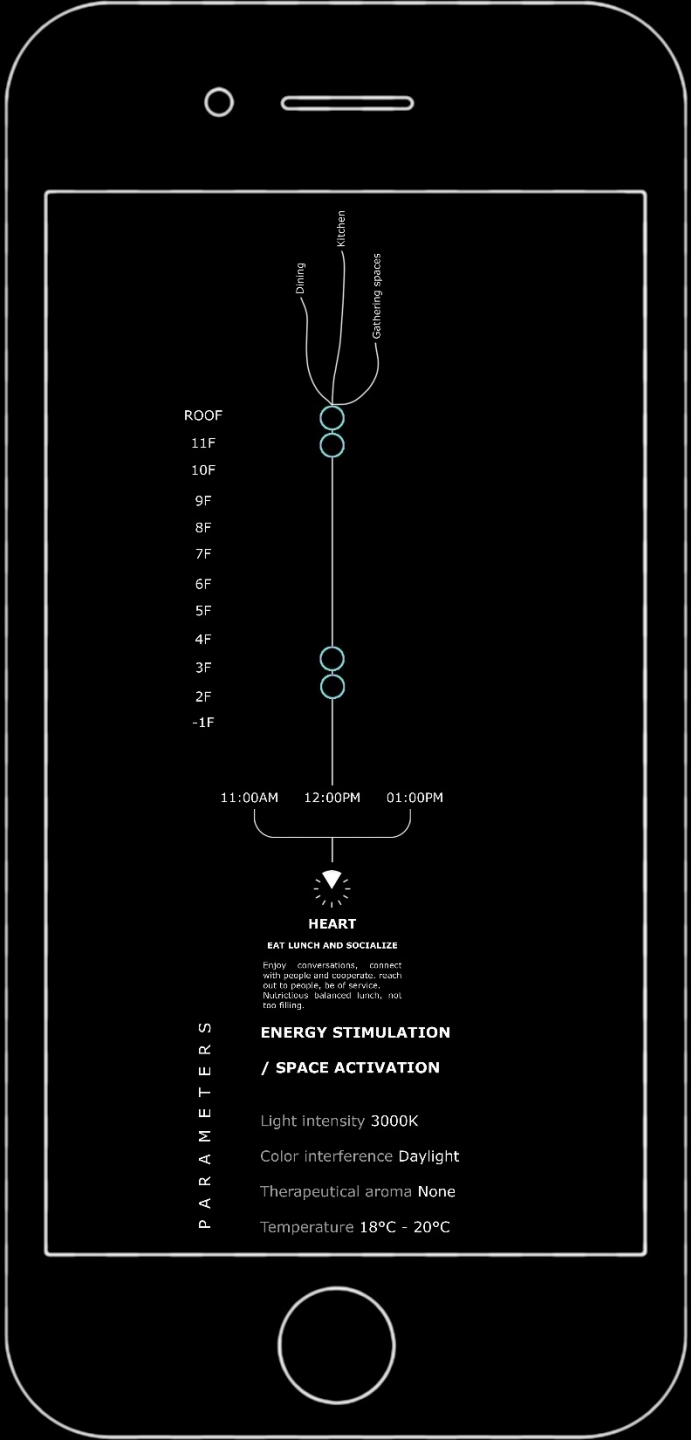 Kitchen
Dining
Gathering spaces
ROOF
11F
10F
9F
8F
7F
6F
5F
4F
3F
2F
-1F
11:00AM 12:00PM 01:00PM
HEART
EAT LUNCH AND SOCIALIZE
Enjoy conversations, connect
with people and cooperate. reach
out to people, be of service.
Nutrictious balanced lunch, not
too filling.
PARAMETERS
ENERGY STIMULATION
/ SPACE ACTIVATION
Light intensity 3000K
Color interference Daylight
Therapeutical aroma None
Temperature 18°C - 20°C